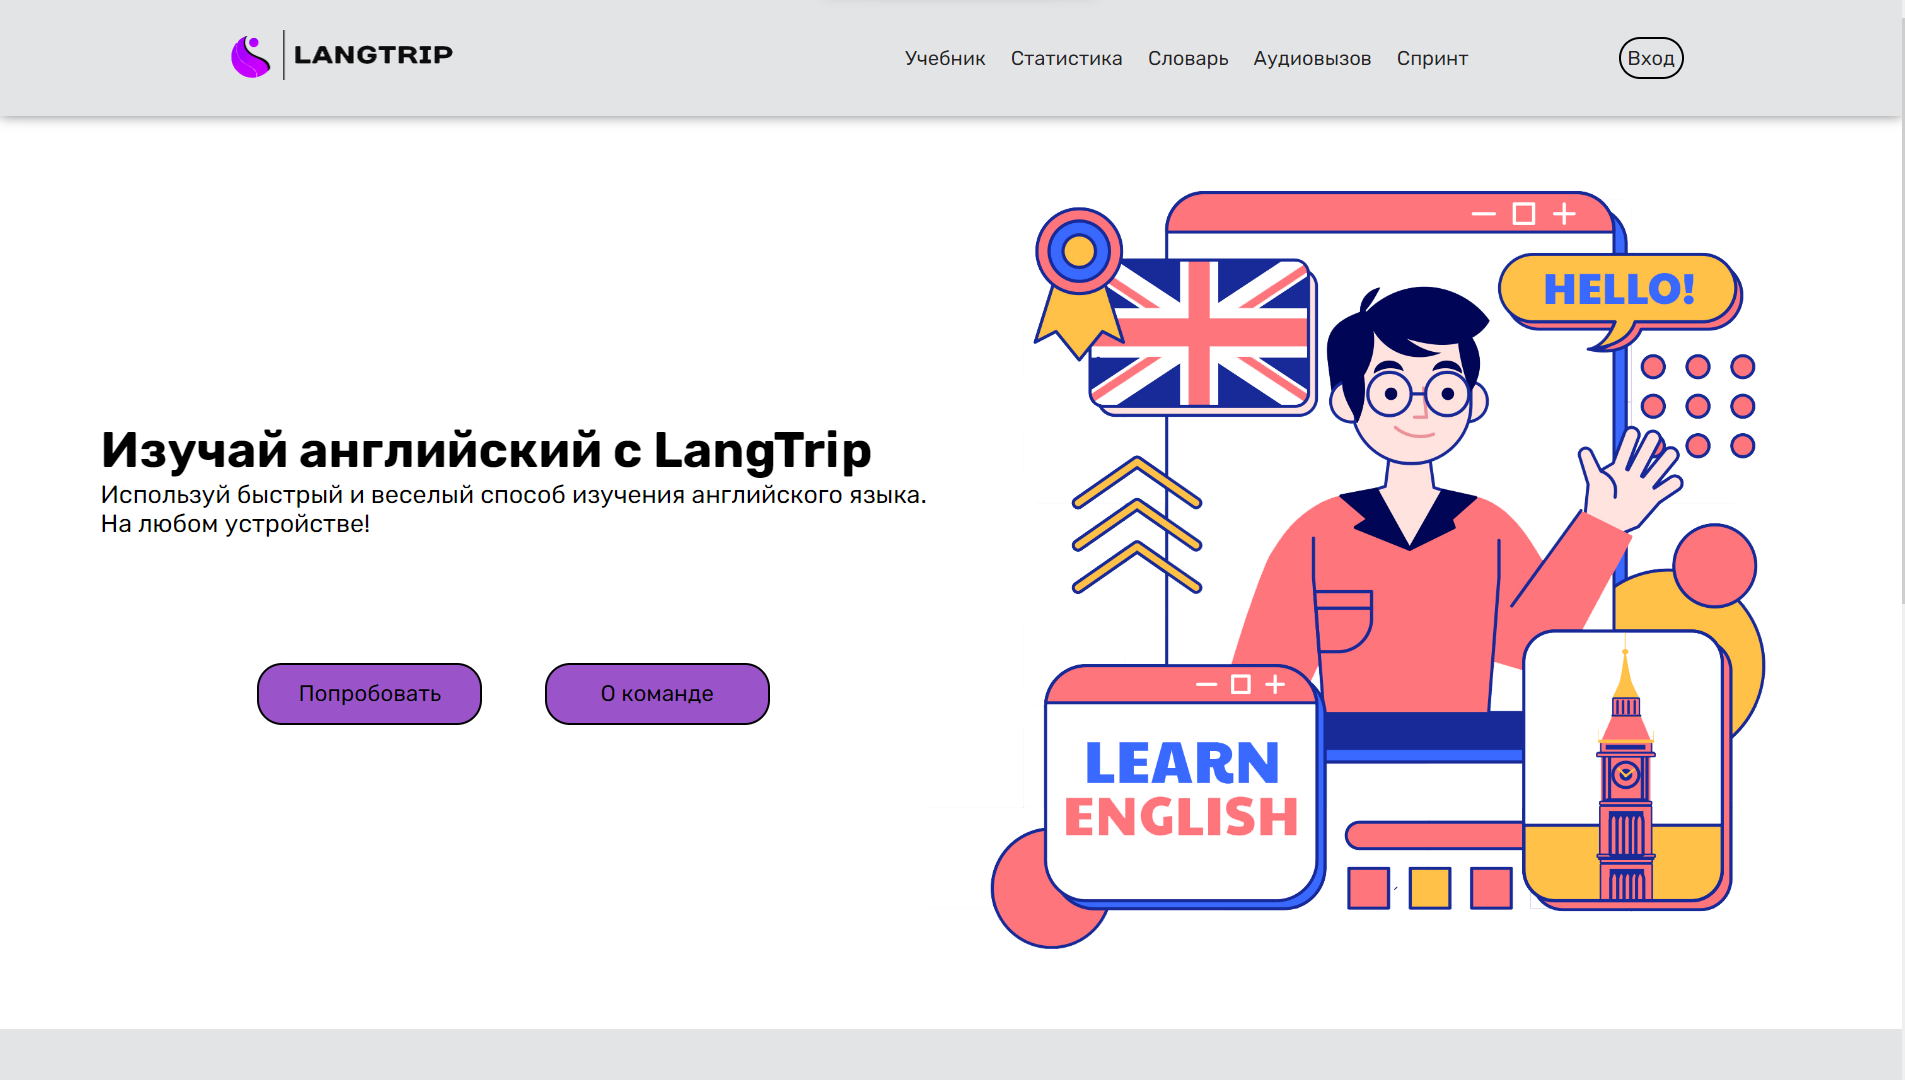 LANGTRIP
Учебник Статистика Словарь Аудиовызов Спринт
Вход
HELLO!
Изучай английский с LangTrip
Используй быстрый и веселый способ изучения английского языка.
На любом устройстве!
Попробовать
О команде
LEARN
ENGLISH